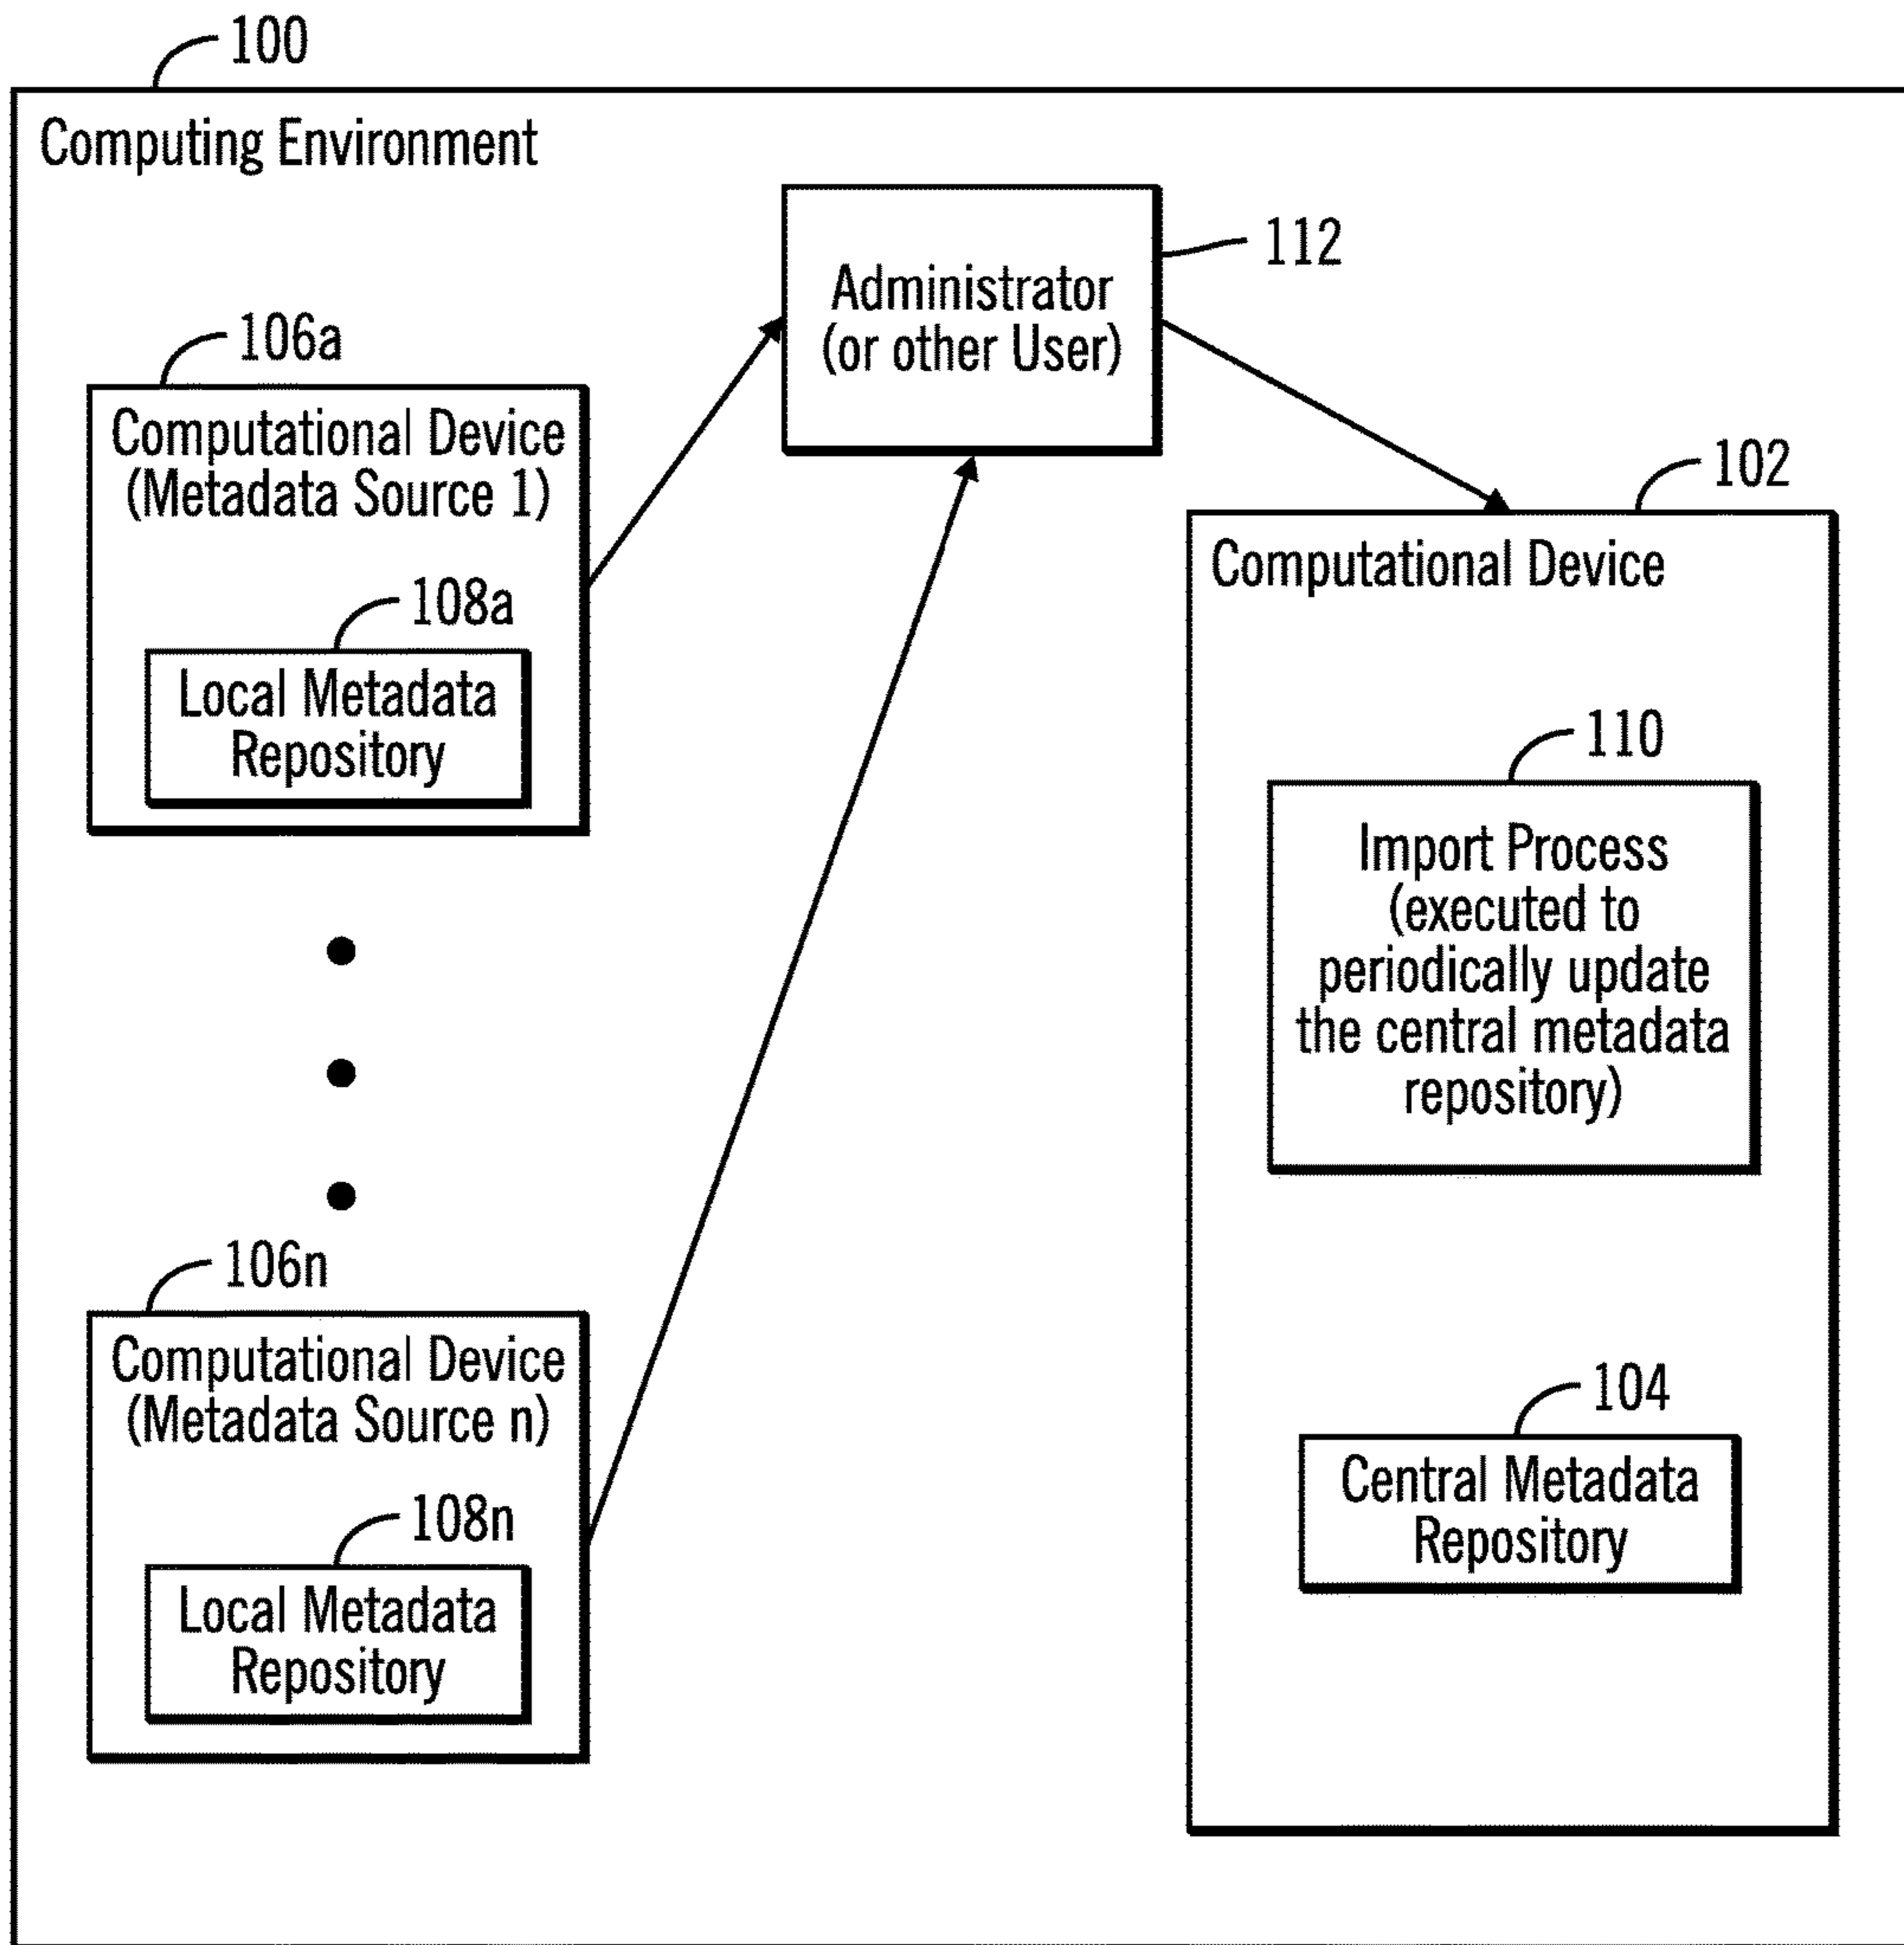 100
Computing Environment
112
Administrator
(or other User)
106a
Computational Device
(Metadata Source 1)
108a
Local Metadata
Repository
102
Computational Device
110
Import Process
(executed to
periodically update
the central metadata
repository)
106n
Computational Device
(Metadata Source n)
108n
Local Metadata
Repository
104
Central Metadata
Repository